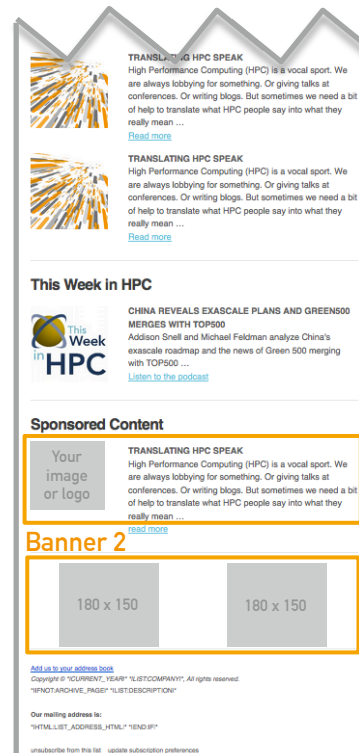 TRANSLATING HPC SPEAK
High Performance Computing (HPC) is a vocal sport. We
are always lobbying for something. Or giving talks at
conferences. Or writing blogs. But sometimes we need a bit
of help to translate what HPC people say into what they
really mean ...
Read more
TRANSLATING HPC SPEAK
High Performance Computing (HPC) is a vocal sport. We
are always lobbying for something. Or giving talks at
conferences. Or writing blogs. But sometimes we need a bit
of help to translate what HPC people say into what they
really mean ...
Read more
This Week in HPC
This
Week
in HPC
CHINA REVEALS EXASCALE PLANS AND GREEN500
MERGES WITH TOP500
Addison Snell and Michael Feldman analyze China's
exascale roadmap and the news of Green 500 merging
with TOP500 ...
Listen to the podcast
Sponsored Content
Your
image
or logo
TRANSLATING HPC SPEAK
High Performance Computing (HPC) is a vocal sport. We
are always lobbying for something. Or giving talks at
conferences. Or writing blogs. But sometimes we need a bit
of help to translate what HPC people say into what they
really mean ...
read more
Banner 2
180 x 150
180 x 150
Add us to your address book
Copyright © *|CURRENT_YEAR|* *|LIST:COMPANY|*, All rights reserved.
*|IFNOT:ARCHIVE_PAGE|* *|LIST:DESCRIPTION|*
Our mailing address is:
*|HTML:LIST_ADDRESS_HTML|* *|END:IF|*
unsubscribe from this list update subscription preferences